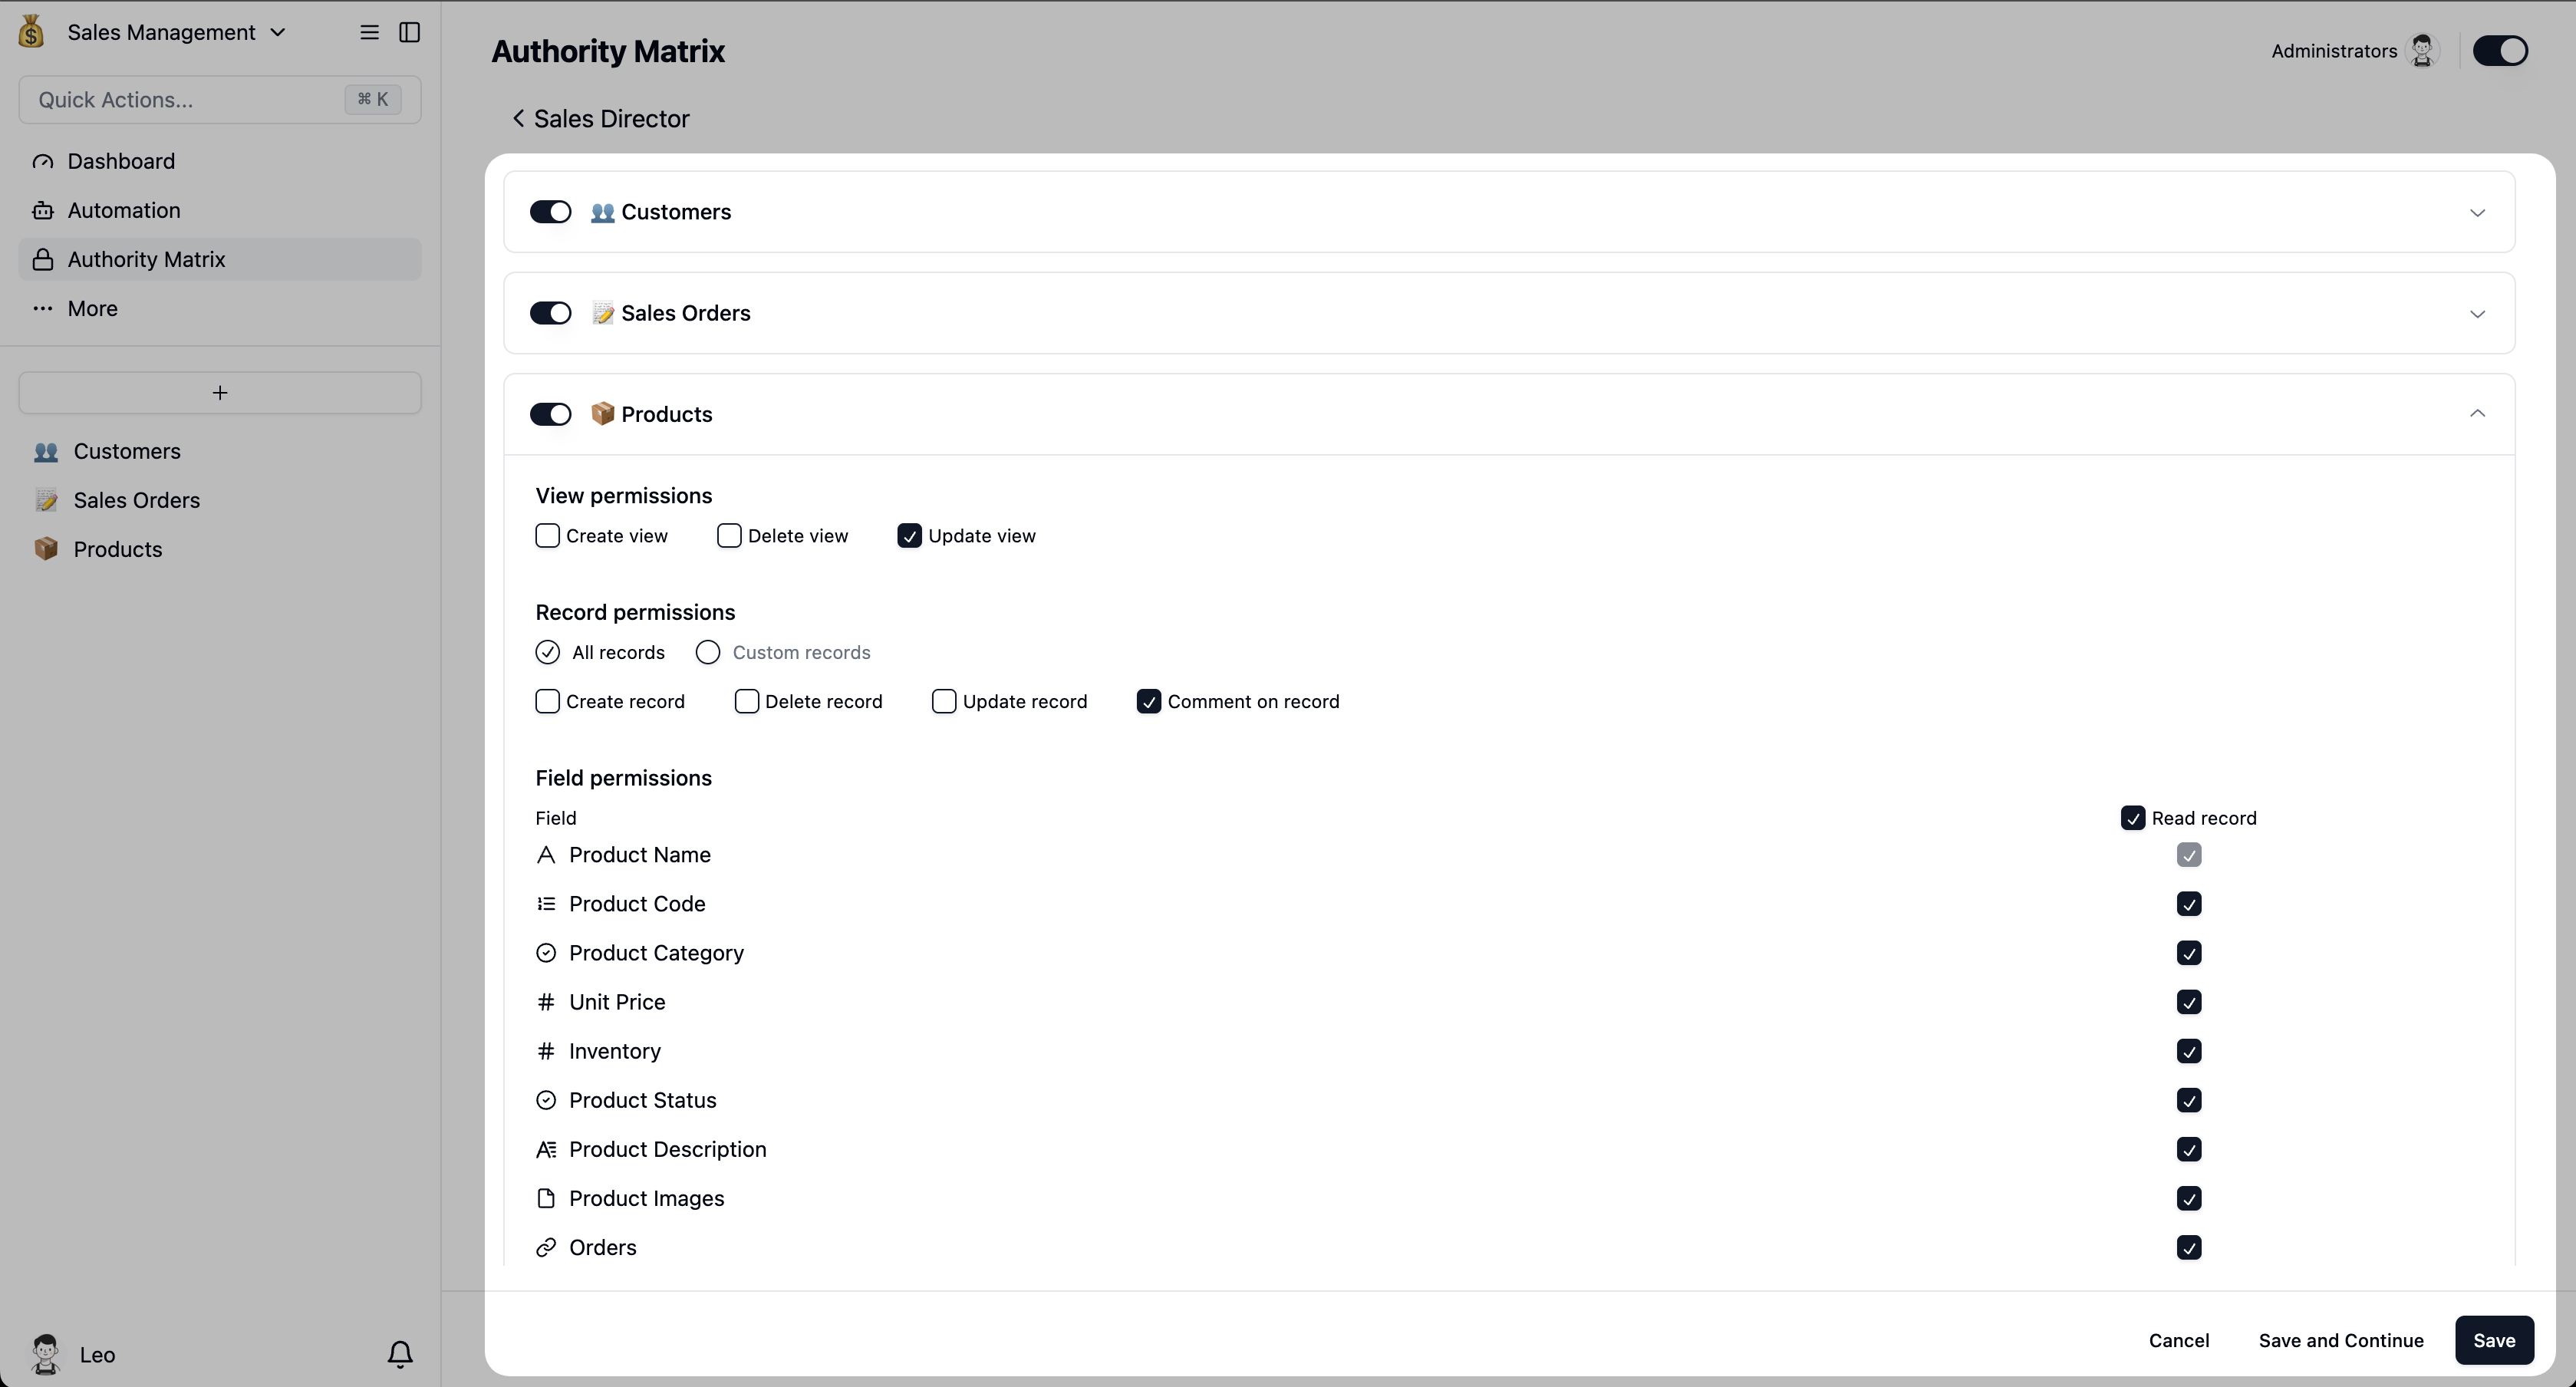 Sales Management
Quick Actions...
⌘ K
Dashboard
Automation
Authority Matrix
More
+
Customers
Sales Orders
Products
Leo
Authority Matrix
Administrators
Sales Director
Customers
Sales Orders
Products
View permissions
Create view Delete view Update view
Record permissions
All records Custom records
Create record Delete record Update record Comment on record
Field permissions
Field Read record
Product Name
Product Code
Product Category
Unit Price
Inventory
Product Status
Product Description
Product Images
Orders
Cancel Save and Continue Save